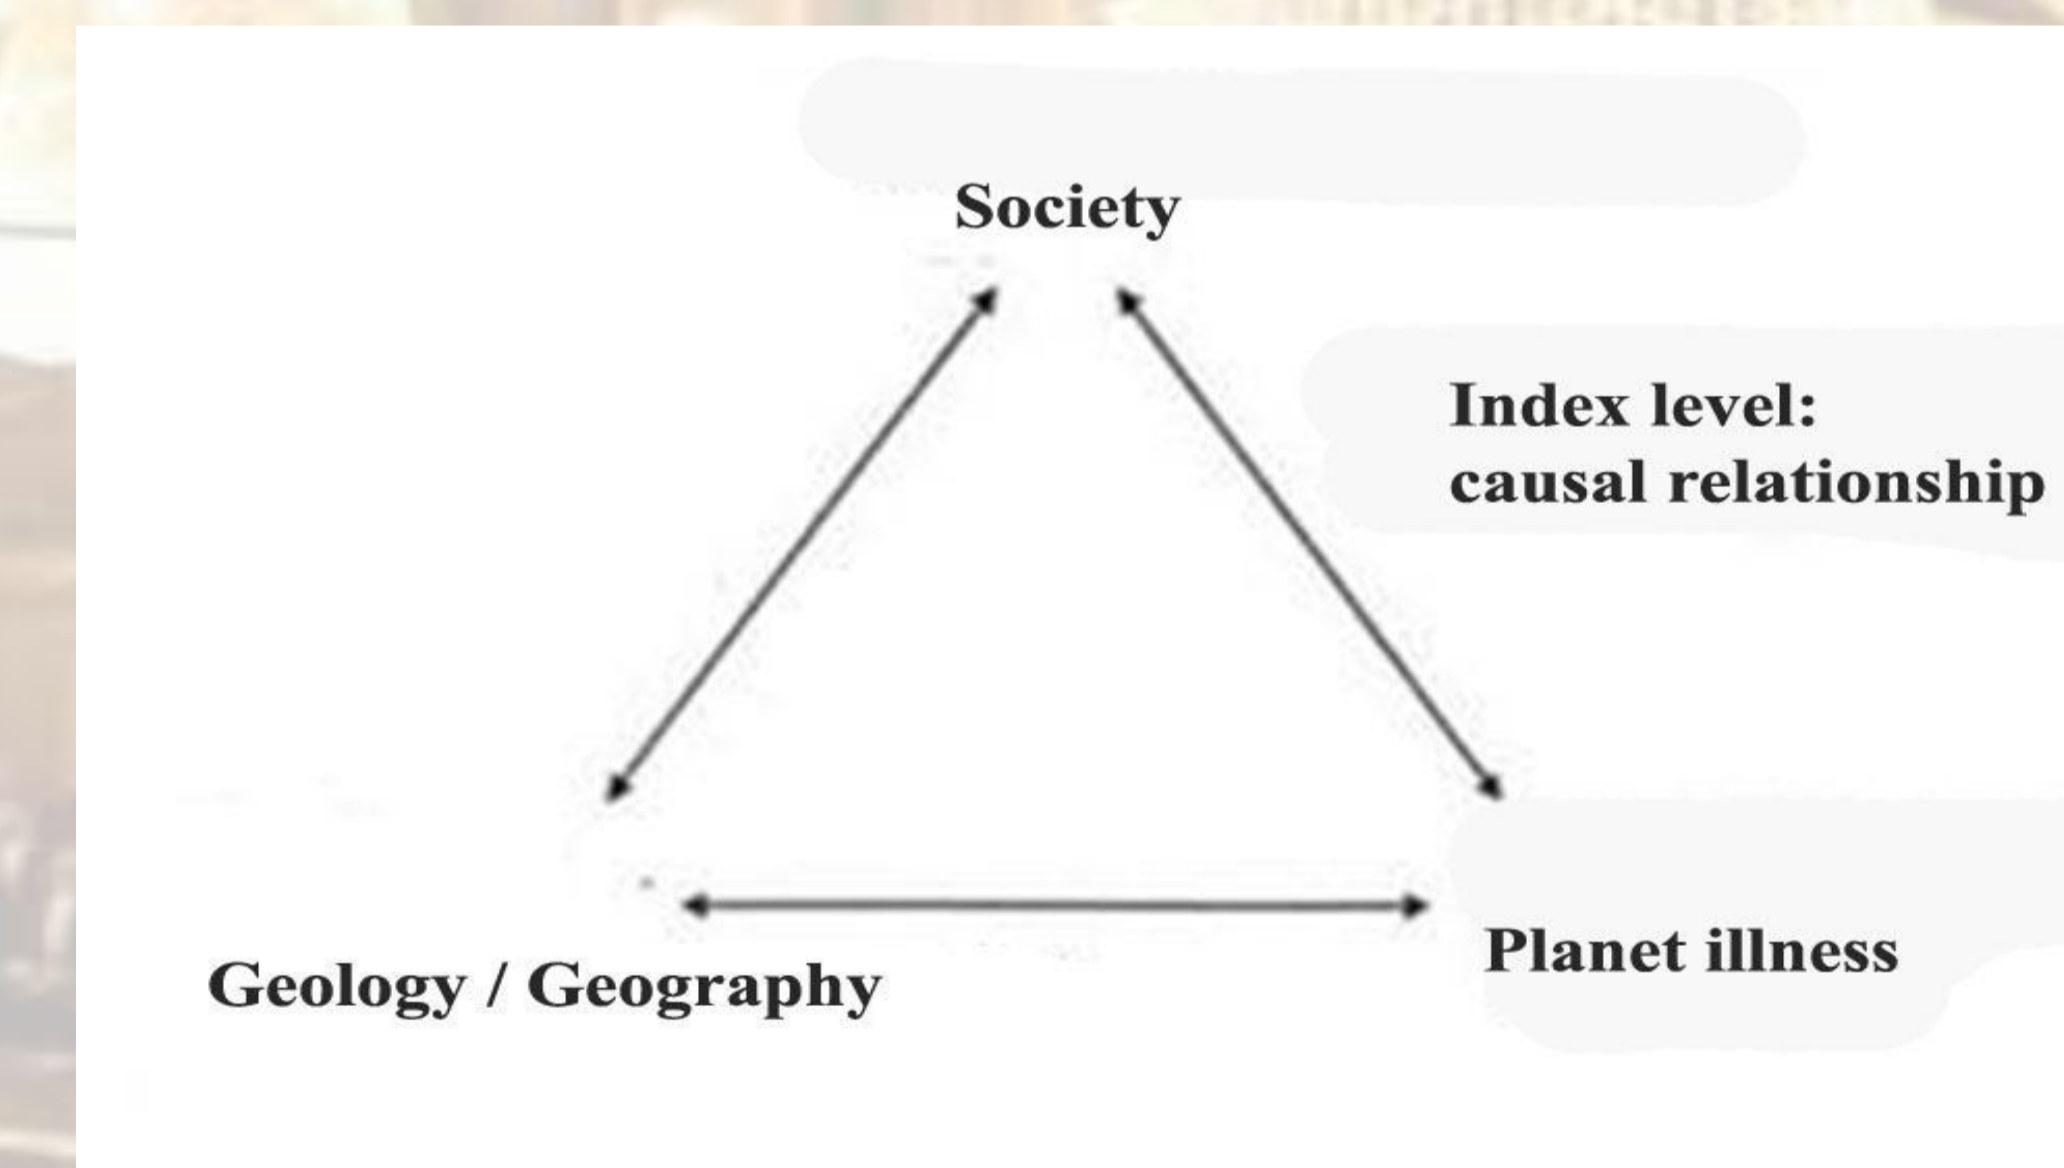 Society
Index level:
causal relationship
Planet illness
Geology / Geography